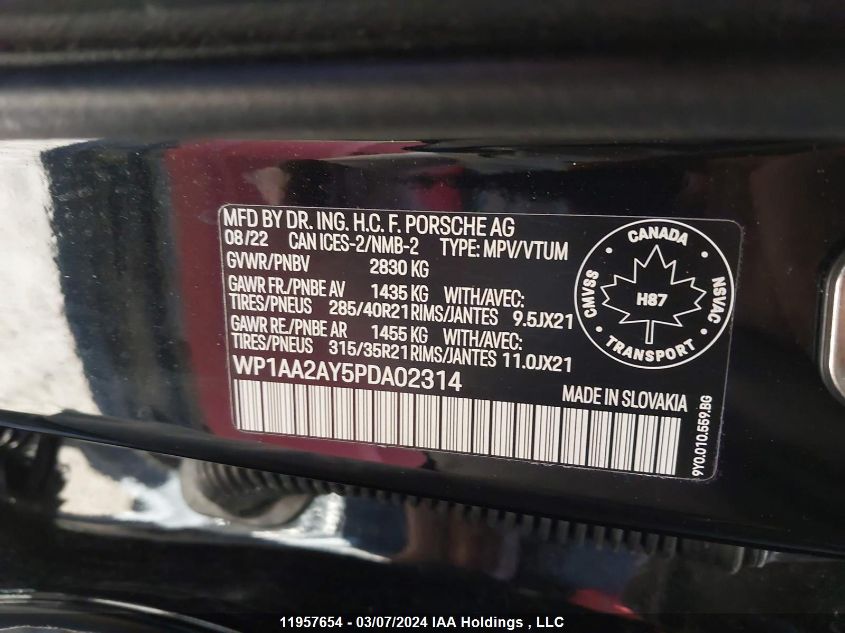 MFD BY DR. ING. H.C. F. PORSCHE AG
08/22 CAN ICES-2/NMB-2 TYPE: MPV/VTUM
GVWR/PNBV 2830 KG
GAWR FR./PNBE AV 1435 KG WITH/AVEC:
TIRES/PNEUS 285/40R21 RIMS/JANTES 9.5JX21
GAWR RE./PNBE AR 1455 KG WITH/AVEC:
TIRES/PNEUS 315/35R21 RIMS/JANTES 11.0JX21
WP1AA2AY5PDA02314
MADE IN SLOVAKIA
9Y0.010.559.BG
CANADA
CMVSS
NSVAC
H87
TRANSPORT
11957654 - 03/07/2024 IAA Holdings , LLC